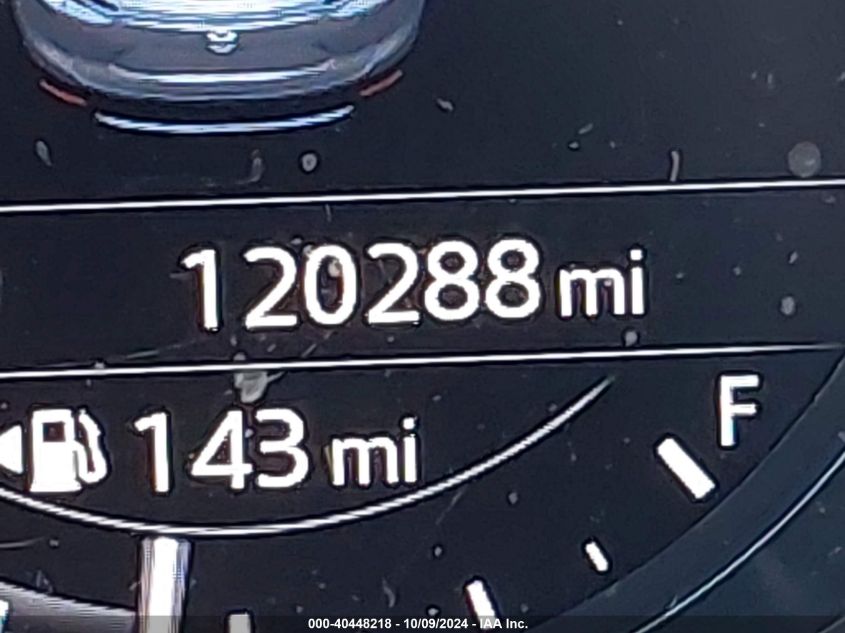 120288 mi
F
143 mi
000-40448218 - 10/09/2024 - IAA Inc.